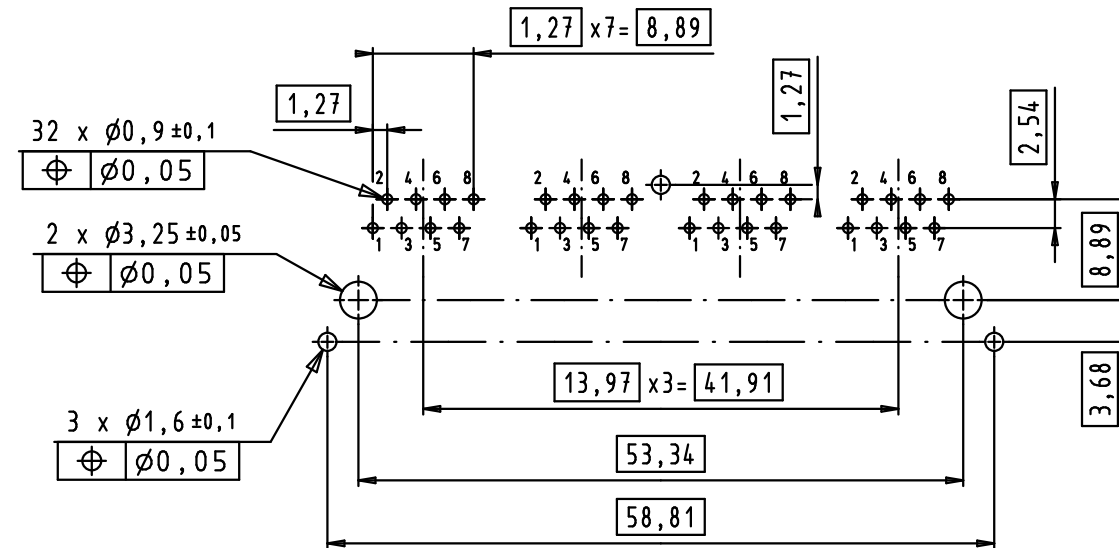 1,27 x7= 8,89
1,27
1,27
2,54
32 x Ø0,9 ±0,1
⌖ Ø0,05
2 4 6 8 2 4 6 8 2 4 6 8 2 4 6 8
1 3 5 7 1 3 5 7 1 3 5 7 1 3 5 7
2 x Ø3,25 ±0,05
⌖ Ø0,05
8,89
13,97 x3= 41,91
3,68
3 x Ø1,6 ±0,1
⌖ Ø0,05
53,34
58,81